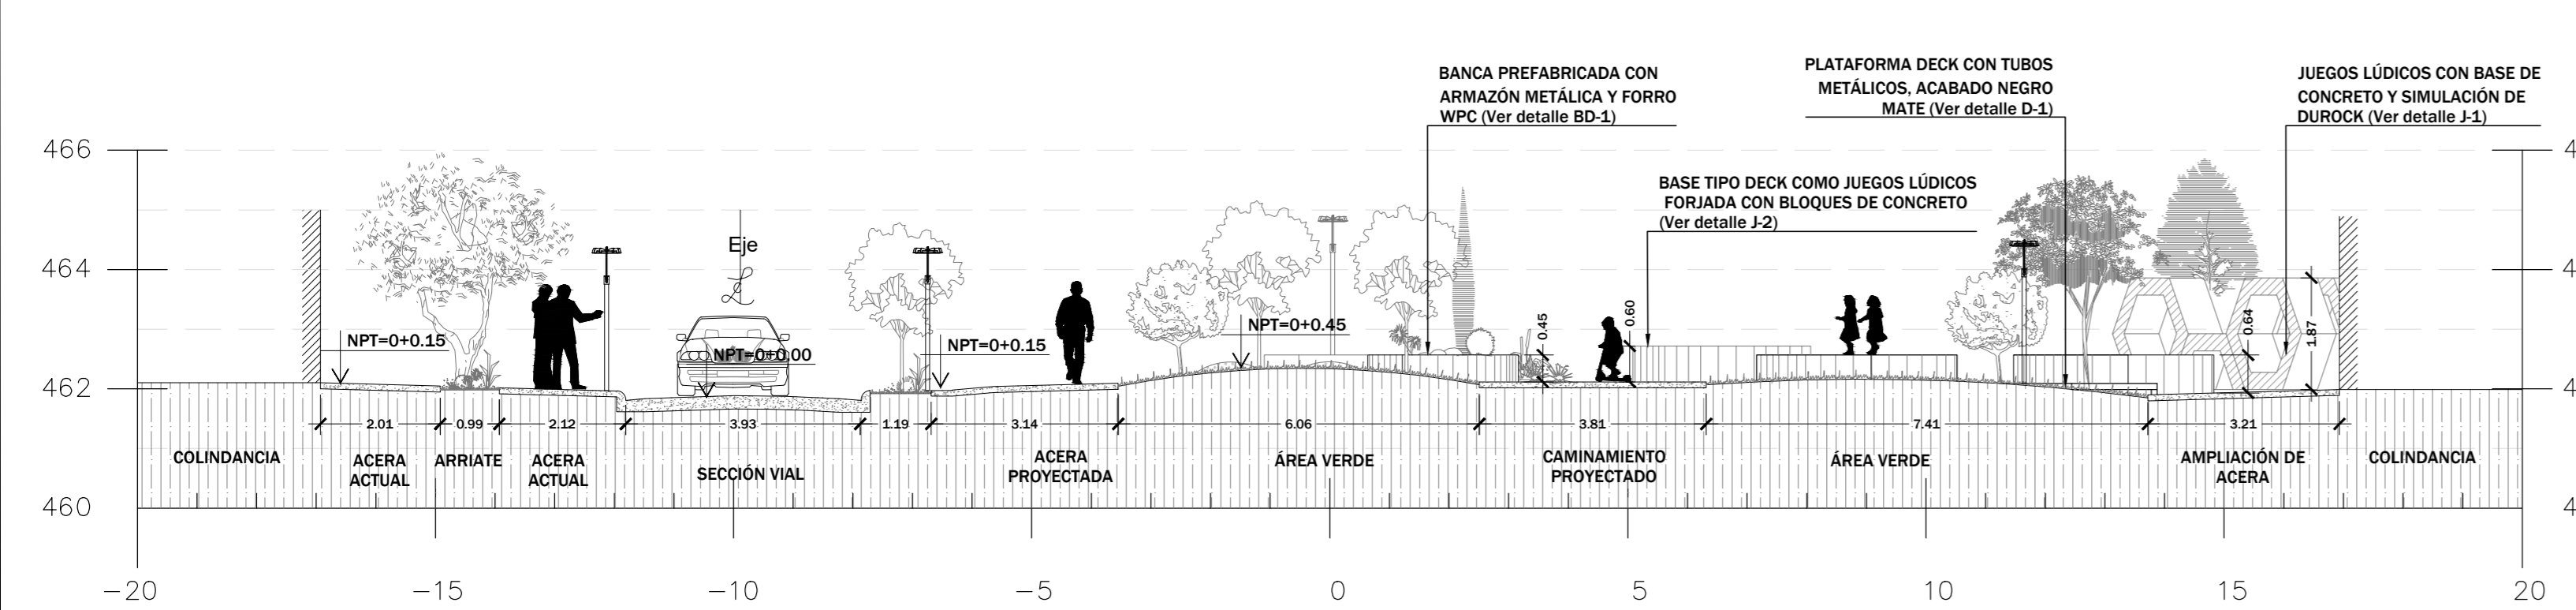 BANCA PREFABRICADA CON
ARMAZÓN METÁLICA Y FORRO
WPC (Ver detalle BD-1)
PLATAFORMA DECK CON TUBOS
METÁLICOS, ACABADO NEGRO
MATE (Ver detalle D-1)
JUEGOS LÚDICOS CON BASE DE
CONCRETO Y SIMULACIÓN DE
DUROCK (Ver detalle J-1)
BASE TIPO DECK COMO JUEGOS LÚDICOS
FORJADA CON BLOQUES DE CONCRETO
(Ver detalle J-2)
466
464
462
460
4
4
4
4
Eje
NPT=0+0.15
NPT=0+0.00
NPT=0+0.15
NPT=0+0.45
0.45
0.60
0.64
1.87
2.01
0.99
2.12
3.93
1.19
3.14
6.06
3.81
7.41
3.21
COLINDANCIA
ACERA
ACTUAL
ARRIATE
ACERA
ACTUAL
SECCIÓN VIAL
ACERA
PROYECTADA
ÁREA VERDE
CAMINAMIENTO
PROYECTADO
ÁREA VERDE
AMPLIACIÓN DE
ACERA
COLINDANCIA
-20
-15
-10
-5
0
5
10
15
20